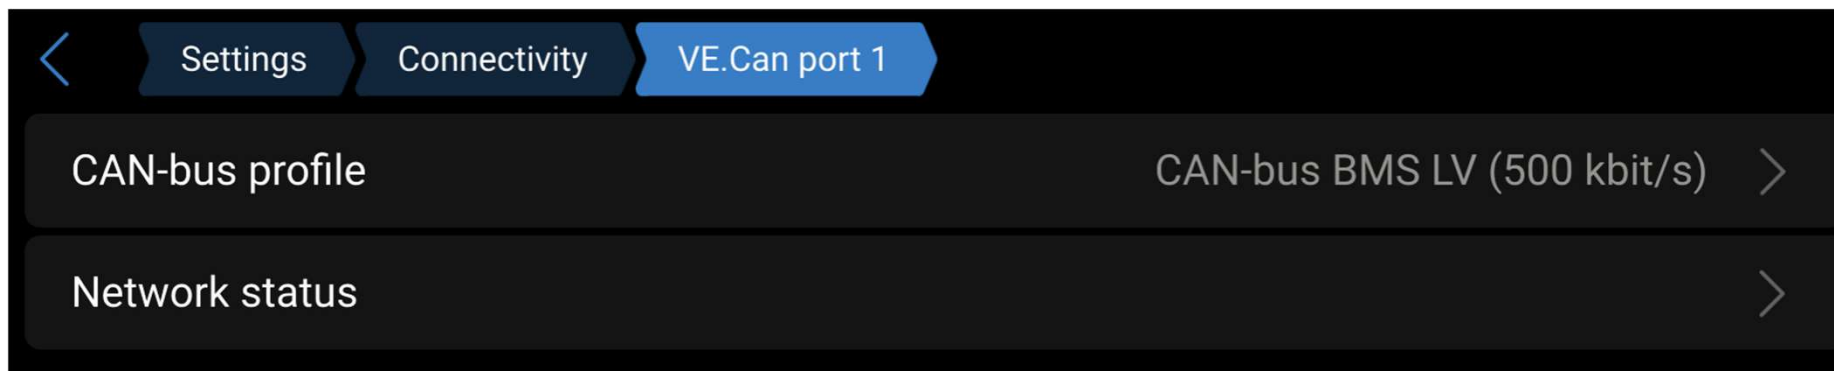 Settings Connectivity VE.Can port 1
CAN-bus profile CAN-bus BMS LV (500 kbit/s)
Network status